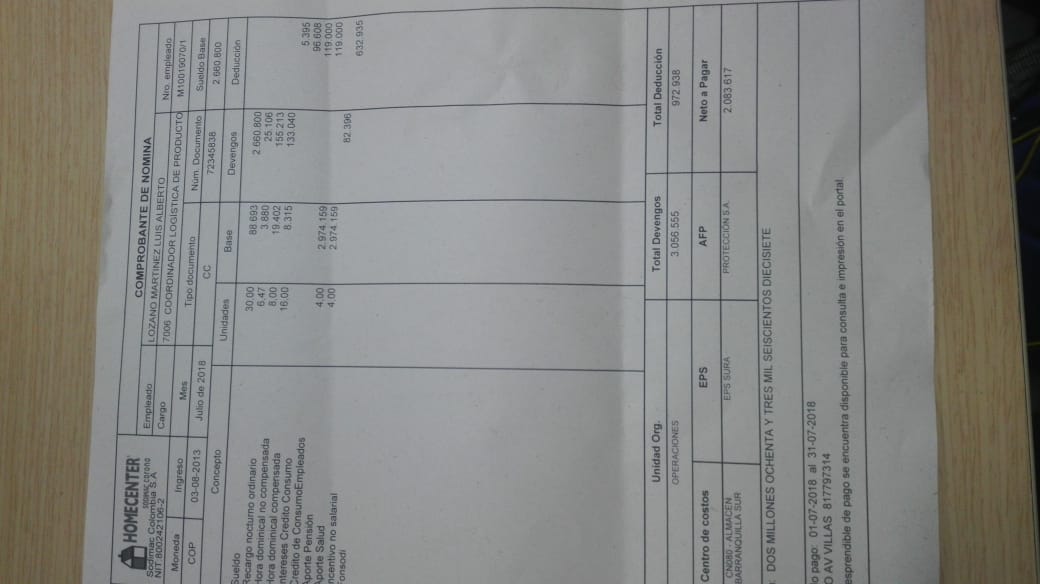 HOMECENTER
SODIMAC CORONA
Sodimac Colombia S.A
NIT:800242106-2
COMPROBANTE DE NOMINA
Empleado LOZANO MARTINEZ LUIS ALBERTO Nro. empleado
Cargo 7006 COORDINADOR LOGÍSTICA DE PRODUCTO M10019070/1
Moneda Ingreso Mes Tipo documento Núm. Documento Sueldo Base
COP 03-08-2013 Julio de 2018 CC 72345838 2.660.800
Concepto Unidades Base Devengos Deducción
Sueldo 30.00 88.693 2.660.800
Recargo nocturno ordinario 6.47 3.880 25.106
Hora dominical no compensada 8.00 19.402 155.213
Hora dominical compensada 16.00 8.315 133.040
Intereses Credito Consumo 5.395
Credito de ConsumoEmpleados 96.608
Aporte Pensión 4.00 2.974.159 119.000
Aporte Salud 4.00 2.974.159 119.000
Incentivo no salarial 82.396
Fonsodi 632.935
Unidad Org. Total Devengos Total Deducción
OPERACIONES 3.056.555 972.938
Centro de costos EPS AFP Neto a Pagar
CN080 - ALMACEN EPS SURA PROTECCIÓN S.A. 2.083.617
BARRANQUILLA SUR
DOS MILLONES OCHENTA Y TRES MIL SEISCIENTOS DIECISIETE
pago: 01-07-2018 al 31-07-2018
AV VILLAS 817797314
desprendible de pago se encuentra disponible para consulta e impresión en el portal.